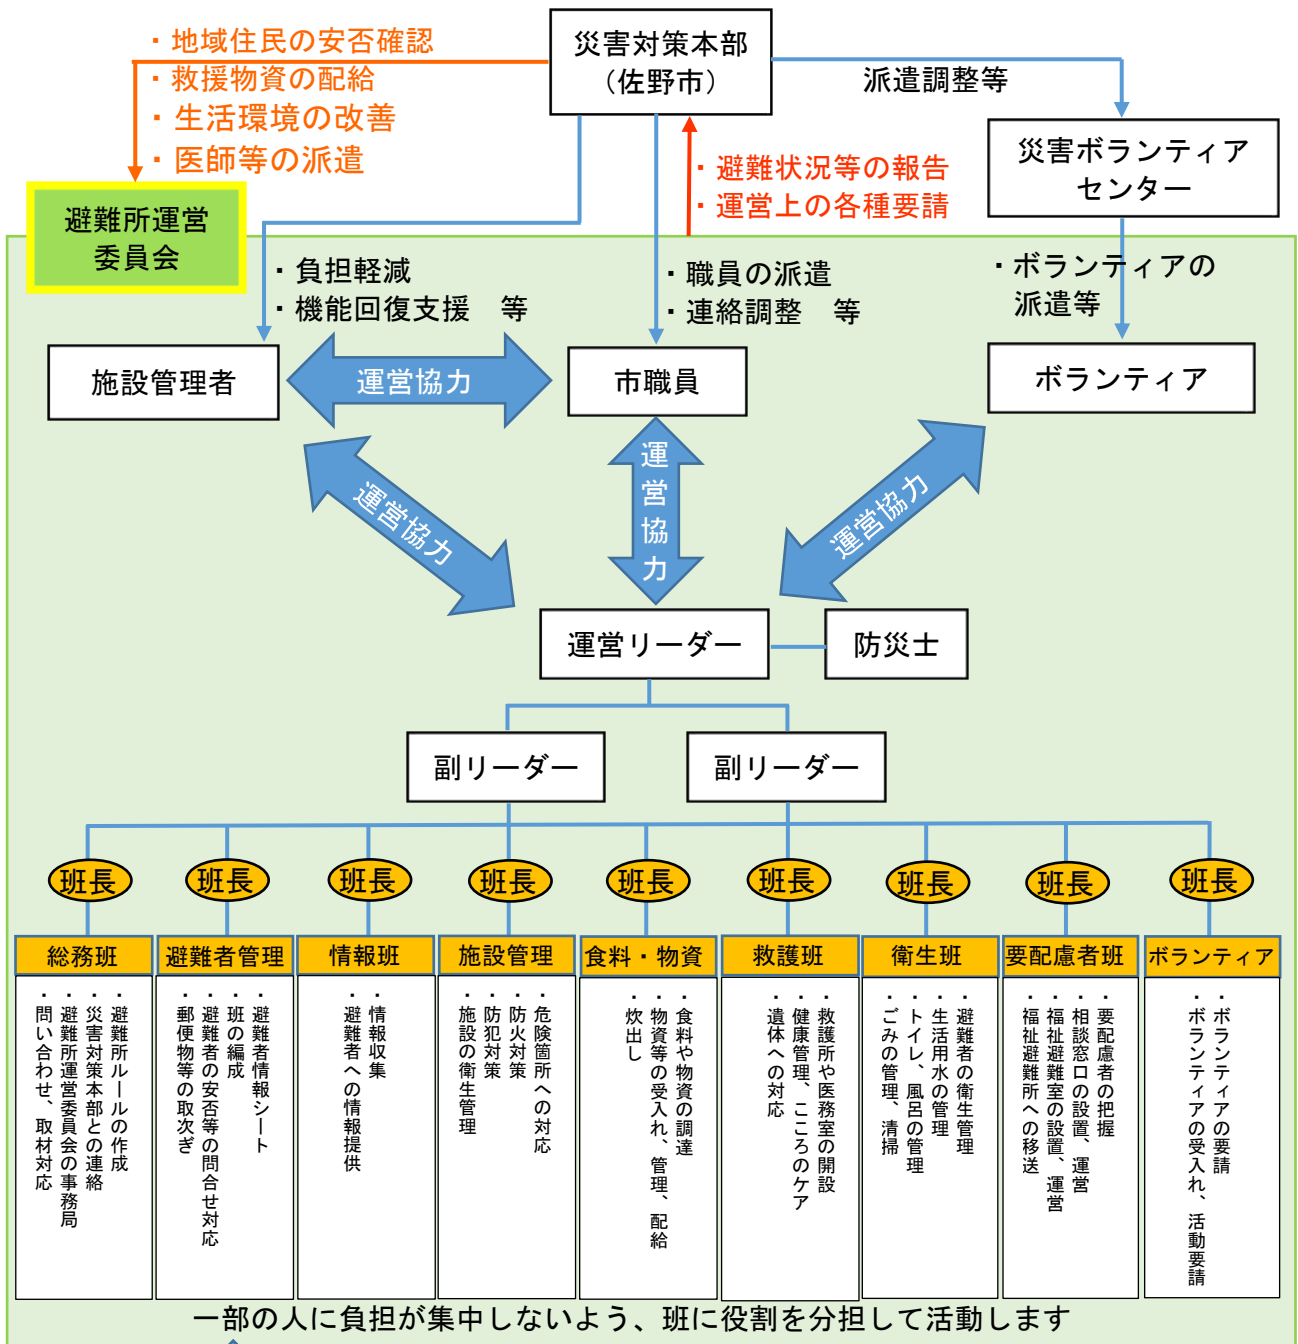 災害対策本部
（佐野市）
・地域住民の安否確認
・救援物資の配給
・生活環境の改善
・医師等の派遣
派遣調整等
災害ボランティア
センター
・避難状況等の報告
・運営上の各種要請
避難所運営
委員会
・負担軽減
・機能回復支援　等
・職員の派遣
・連絡調整　等
・ボランティアの
派遣等
施設管理者
運営協力
市職員
ボランティア
運営協力
運営協力
運営協力
運営リーダー
防災士
副リーダー
副リーダー
班長
班長
班長
班長
班長
班長
班長
班長
班長
総務班
・避難所ルールの作成
・災害対策本部との連絡
・避難所運営委員会の事務局
・問い合わせ、取材対応
避難者管理
・避難者情報シート
・班の編成
・避難者の安否等の問合せ対応
・郵便物等の取次ぎ
情報班
・情報収集
・避難者への情報提供
施設管理
・危険箇所への対応
・防火対策
・防犯対策
・施設の衛生管理
食料・物資
・食料や物資の調達
・物資等の受入れ、管理、配給
・炊出し
救護班
・救護所や医務室の開設
・健康管理、こころのケア
・遺体への対応
衛生班
・避難者の衛生管理
・生活用水の管理
・トイレ、風呂の管理
・ごみの管理、清掃
要配慮者班
・要配慮者の把握
・相談窓口の設置、運営
・福祉避難室の設置、運営
・福祉避難所への移送
ボランティア
・ボランティアの要請
・ボランティアの受入れ、活動要請
一部の人に負担が集中しないよう、班に役割を分担して活動します